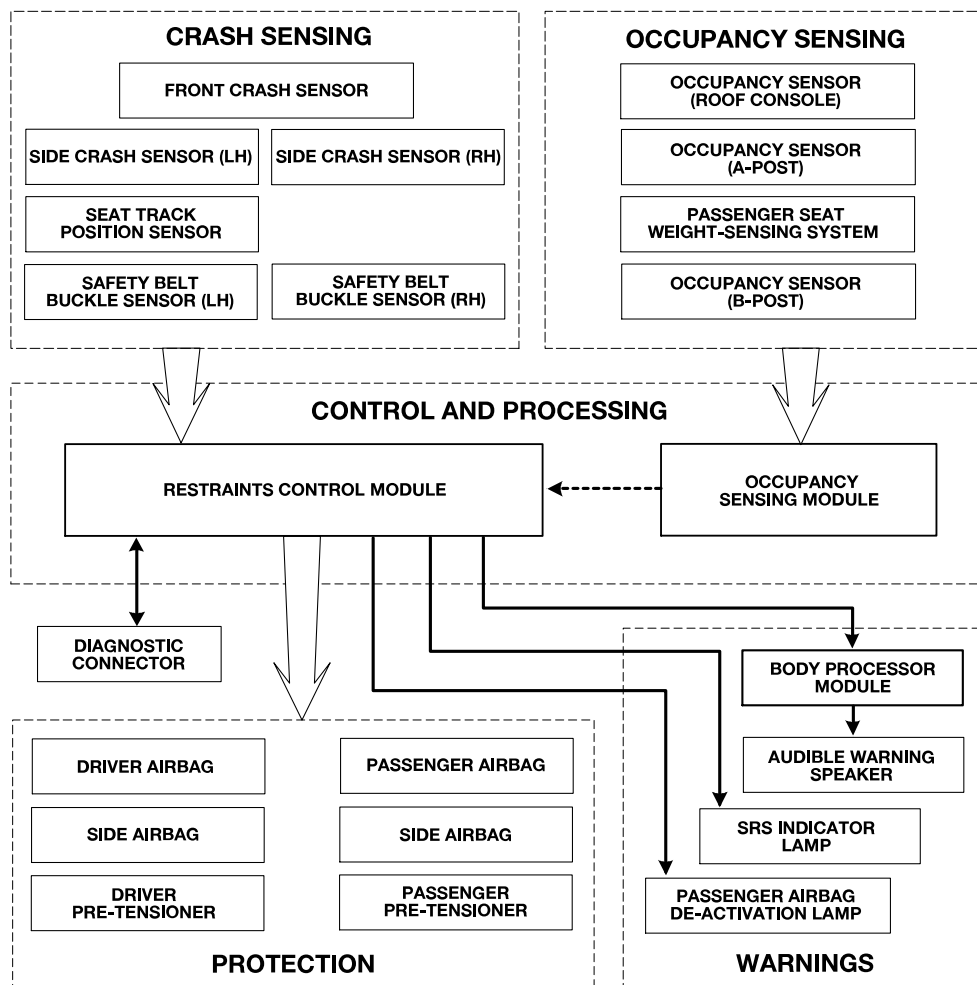 CRASH SENSING
FRONT CRASH SENSOR
SIDE CRASH SENSOR (LH)
SIDE CRASH SENSOR (RH)
SEAT TRACK
POSITION SENSOR
SAFETY BELT
BUCKLE SENSOR (LH)
SAFETY BELT
BUCKLE SENSOR (RH)
OCCUPANCY SENSING
OCCUPANCY SENSOR
(ROOF CONSOLE)
OCCUPANCY SENSOR
(A-POST)
PASSENGER SEAT
WEIGHT-SENSING SYSTEM
OCCUPANCY SENSOR
(B-POST)
CONTROL AND PROCESSING
RESTRAINTS CONTROL MODULE
OCCUPANCY
SENSING MODULE
DIAGNOSTIC
CONNECTOR
DRIVER AIRBAG
PASSENGER AIRBAG
SIDE AIRBAG
SIDE AIRBAG
DRIVER
PRE-TENSIONER
PASSENGER
PRE-TENSIONER
PROTECTION
BODY PROCESSOR
MODULE
AUDIBLE WARNING
SPEAKER
SRS INDICATOR
LAMP
PASSENGER AIRBAG
DE-ACTIVATION LAMP
WARNINGS